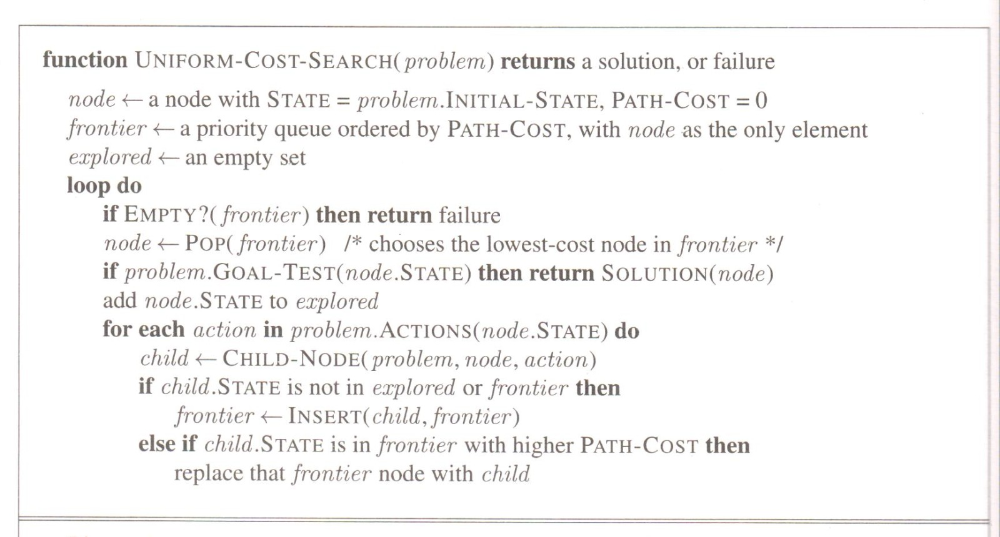 function UNIFORM-COST-SEARCH(problem) returns a solution, or failure
node ← a node with STATE = problem.INITIAL-STATE, PATH-COST = 0
frontier ← a priority queue ordered by PATH-COST, with node as the only element
explored ← an empty set
loop do
if EMPTY?(frontier) then return failure
node ← POP(frontier) /* chooses the lowest-cost node in frontier */
if problem.GOAL-TEST(node.STATE) then return SOLUTION(node)
add node.STATE to explored
for each action in problem.ACTIONS(node.STATE) do
child ← CHILD-NODE(problem, node, action)
if child.STATE is not in explored or frontier then
frontier ← INSERT(child, frontier)
else if child.STATE is in frontier with higher PATH-COST then
replace that frontier node with child